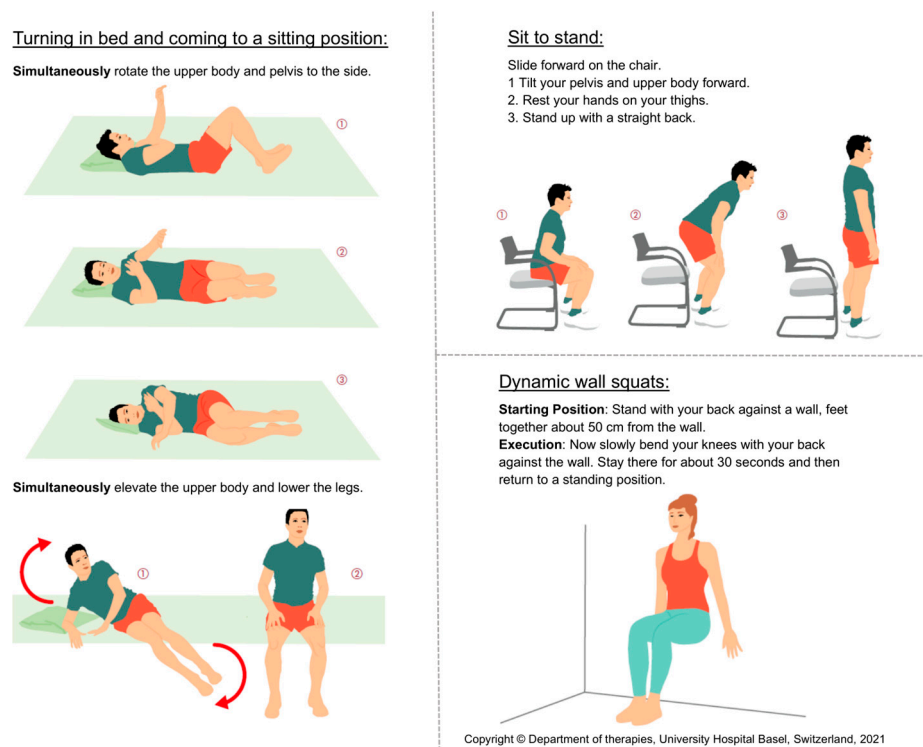 Turning in bed and coming to a sitting position:
Simultaneously rotate the upper body and pelvis to the side.
①
②
③
Simultaneously elevate the upper body and lower the legs.
①
②
Sit to stand:
Slide forward on the chair.
1 Tilt your pelvis and upper body forward.
2. Rest your hands on your thighs.
3. Stand up with a straight back.
①
②
③
Dynamic wall squats:
Starting Position: Stand with your back against a wall, feet
together about 50 cm from the wall.
Execution: Now slowly bend your knees with your back
against the wall. Stay there for about 30 seconds and then
return to a standing position.
Copyright © Department of therapies, University Hospital Basel, Switzerland, 2021